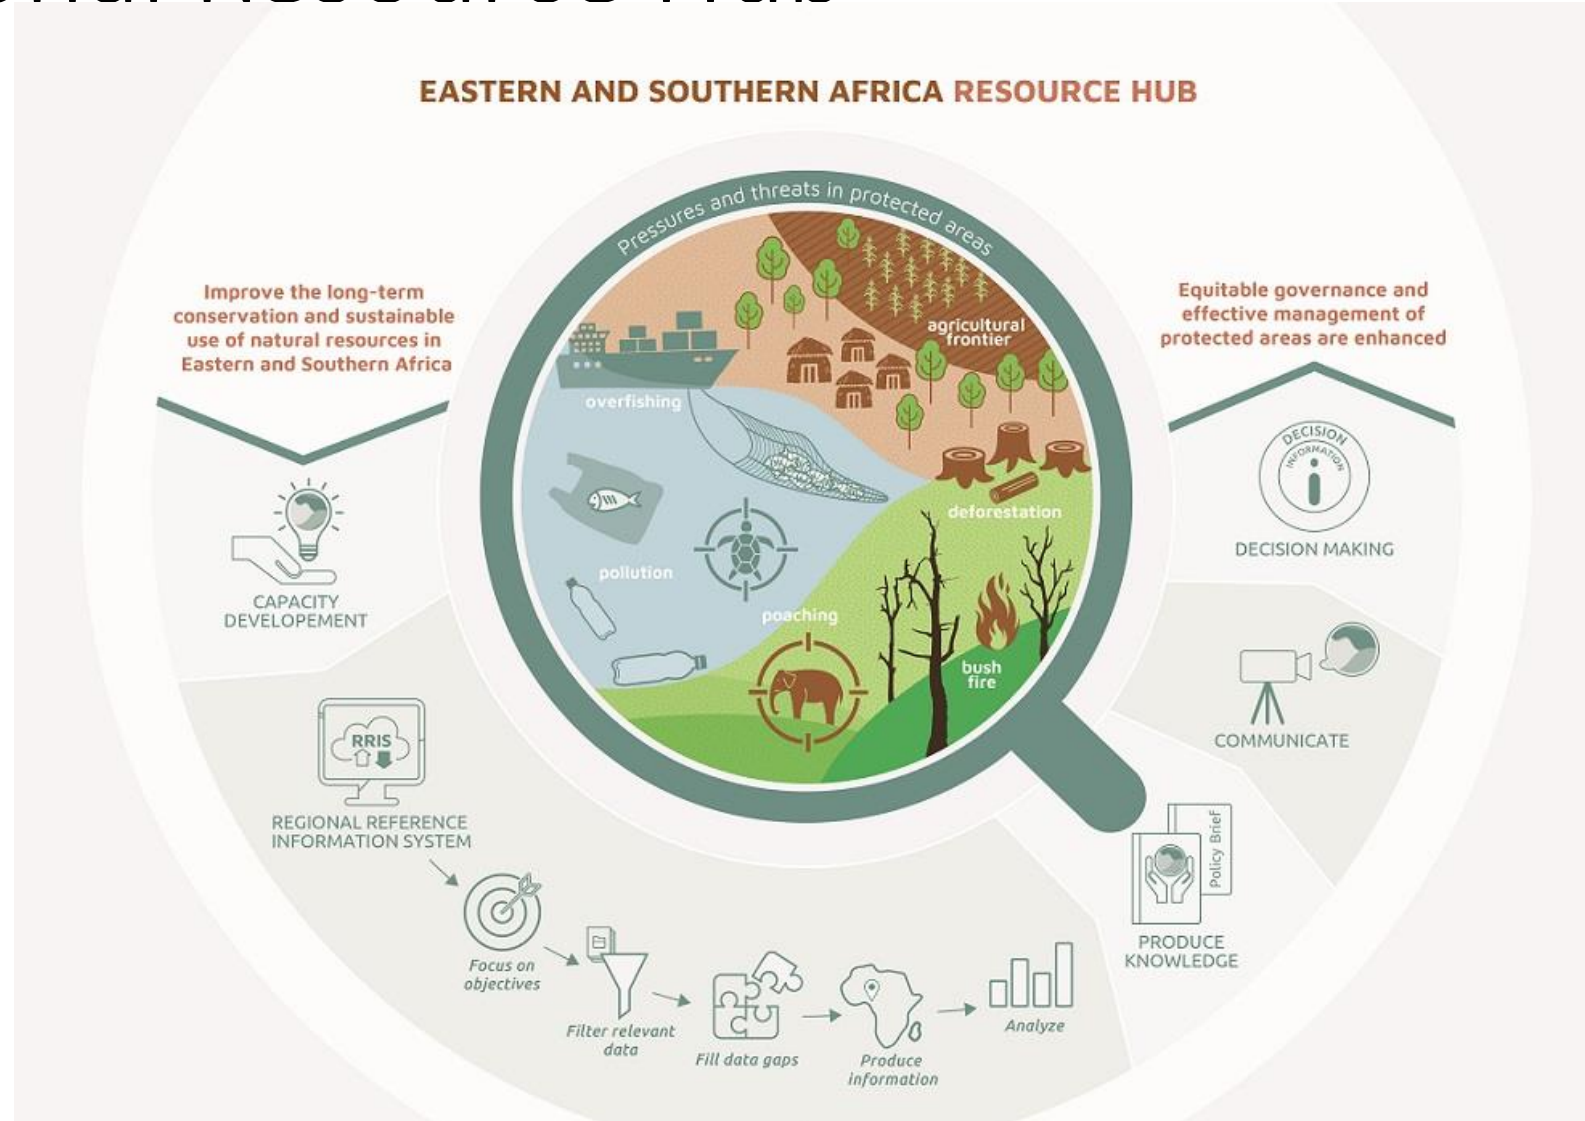 EASTERN AND SOUTHERN AFRICA RESOURCE HUB
Pressures and threats in protected areas
Improve the long-term
conservation and sustainable
use of natural resources in
Eastern and Southern Africa
Equitable governance and
effective management of
protected areas are enhanced
agricultural
frontier
overfishing
deforestation
pollution
poaching
bush
fire
CAPACITY
DEVELOPEMENT
RRIS
REGIONAL REFERENCE
INFORMATION SYSTEM
Focus on
objectives
Filter relevant
data
Fill data gaps
Produce
information
Analyze
Policy Brief
PRODUCE
KNOWLEDGE
COMMUNICATE
DECISION
INFORMATION
DECISION MAKING